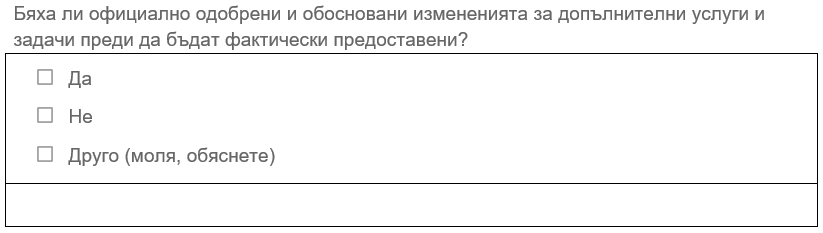 Бяха ли официално одобрени и обосновани измененията за допълнителни услуги и
задачи преди да бъдат фактически предоставени?
☐ Да
☐ Не
☐ Друго (моля, обяснете)